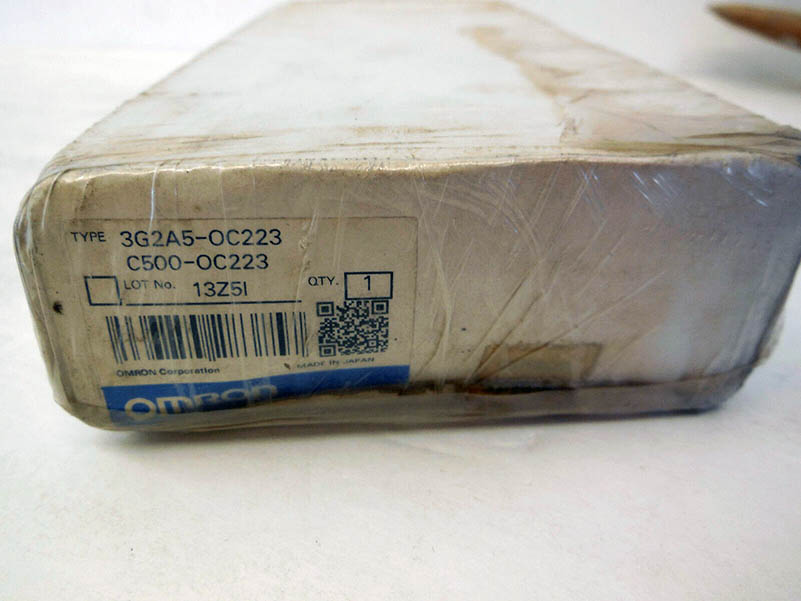 TYPE 3G2A5-OC223
C500-OC223
LOT No. 13Z5I QTY. 1
OMRON Corporation MADE IN JAPAN
OMRON